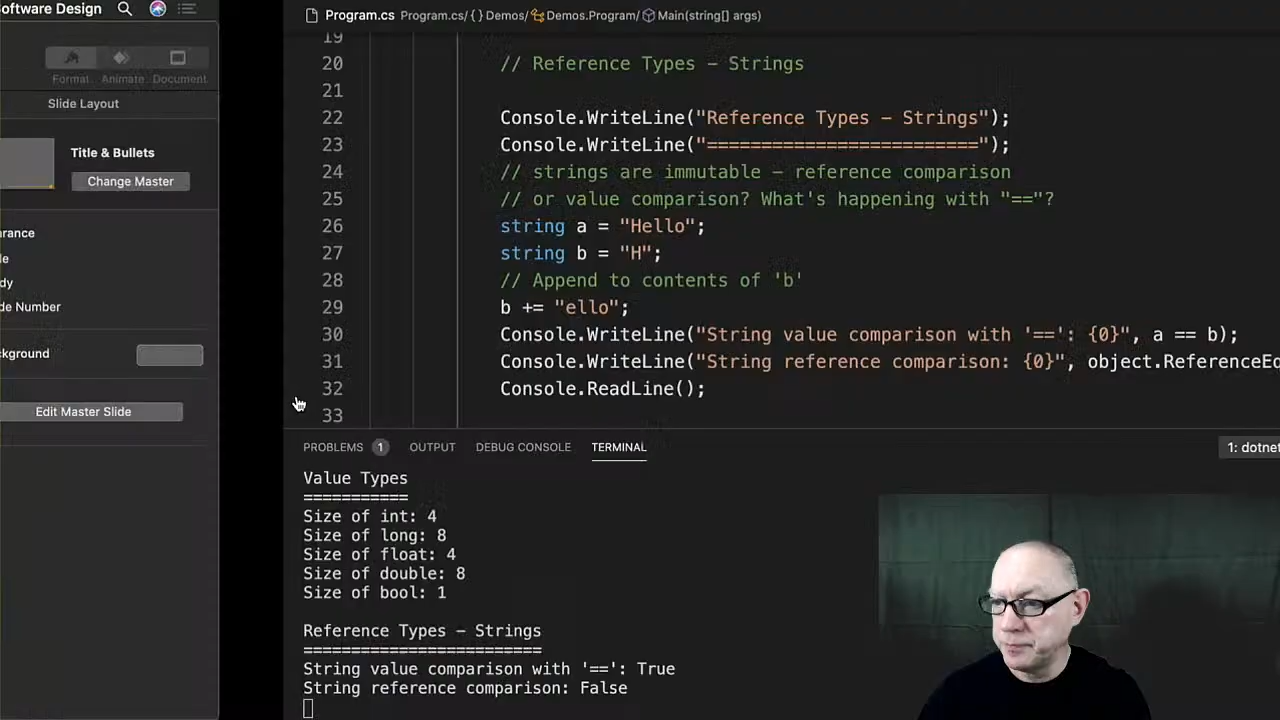 oftware Design
Format Animate Document
Slide Layout
Title & Bullets
Change Master
rance
le
dy
de Number
kground
Edit Master Slide
Program.cs Program.cs/ { } Demos/ Demos.Program/ Main(string[] args)
19
20 // Reference Types – Strings
21
22 Console.WriteLine("Reference Types – Strings");
23 Console.WriteLine("=========================");
24 // strings are immutable – reference comparison
25 // or value comparison? What's happening with "=="?
26 string a = "Hello";
27 string b = "H";
28 // Append to contents of 'b'
29 b += "ello";
30 Console.WriteLine("String value comparison with '==': {0}", a == b);
31 Console.WriteLine("String reference comparison: {0}", object.ReferenceEq
32 Console.ReadLine();
33
PROBLEMS 1 OUTPUT DEBUG CONSOLE TERMINAL 1: dotnet
Value Types
===========
Size of int: 4
Size of long: 8
Size of float: 4
Size of double: 8
Size of bool: 1
Reference Types – Strings
=========================
String value comparison with '==': True
String reference comparison: False